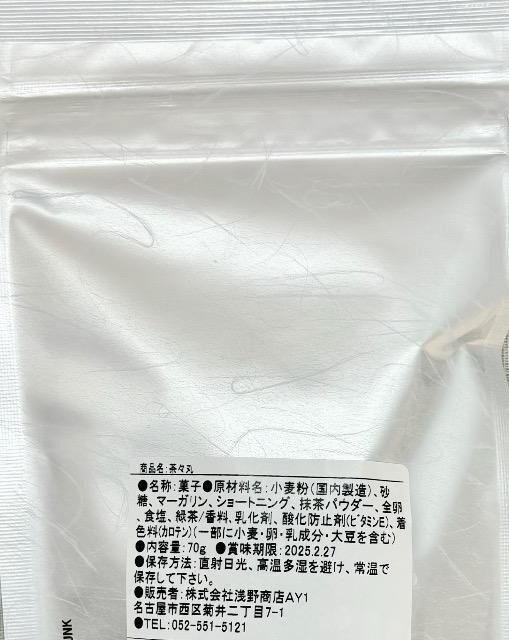 商品名:茶々丸
●名称:菓子●原材料名:小麦粉(国内製造)、砂
糖、マーガリン、ショートニング、抹茶パウダー、全卵
、食塩、緑茶/香料、乳化剤、酸化防止剤(ビタミンE)、着
色料(カロテン)(一部に小麦・卵・乳成分・大豆を含む)
●内容量:70g ●賞味期限:2025.2.27
●保存方法:直射日光、高温多湿を避け、常温で
保存して下さい。
●販売者:株式会社浅野商店AY1
名古屋市西区菊井二丁目7-1
●TEL:052-551-5121